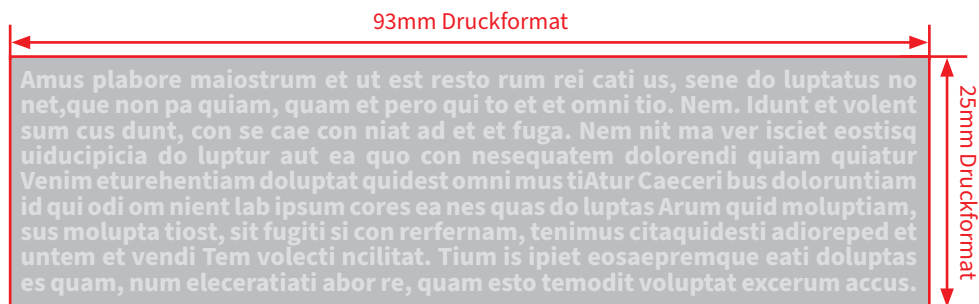 93mm Druckformat
Amus plabore maiostrum et ut est resto rum rei cati us, sene do luptatus no
net,que non pa quiam, quam et pero qui to et et omni tio. Nem. Idunt et volent
sum cus dunt, con se cae con niat ad et et fuga. Nem nit ma ver isciet eostisq
uiducipicia do luptur aut ea quo con nesequatem dolorendi quiam quiatur
Venim eturehentiam doluptat quidest omni mus tiAtur Caeceri bus doloruntiam
id qui odi om nient lab ipsum cores ea nes quas do luptas Arum quid moluptiam,
sus molupta tiost, sit fugiti si con rerfernam, tenimus citaquidesti adioreped et
untem et vendi Tem volecti ncilitat. Tium is ipiet eosaepremque eati doluptas
es quam, num eleceratiati abor re, quam esto temodit voluptat excerum accus.
25mm Druckformat